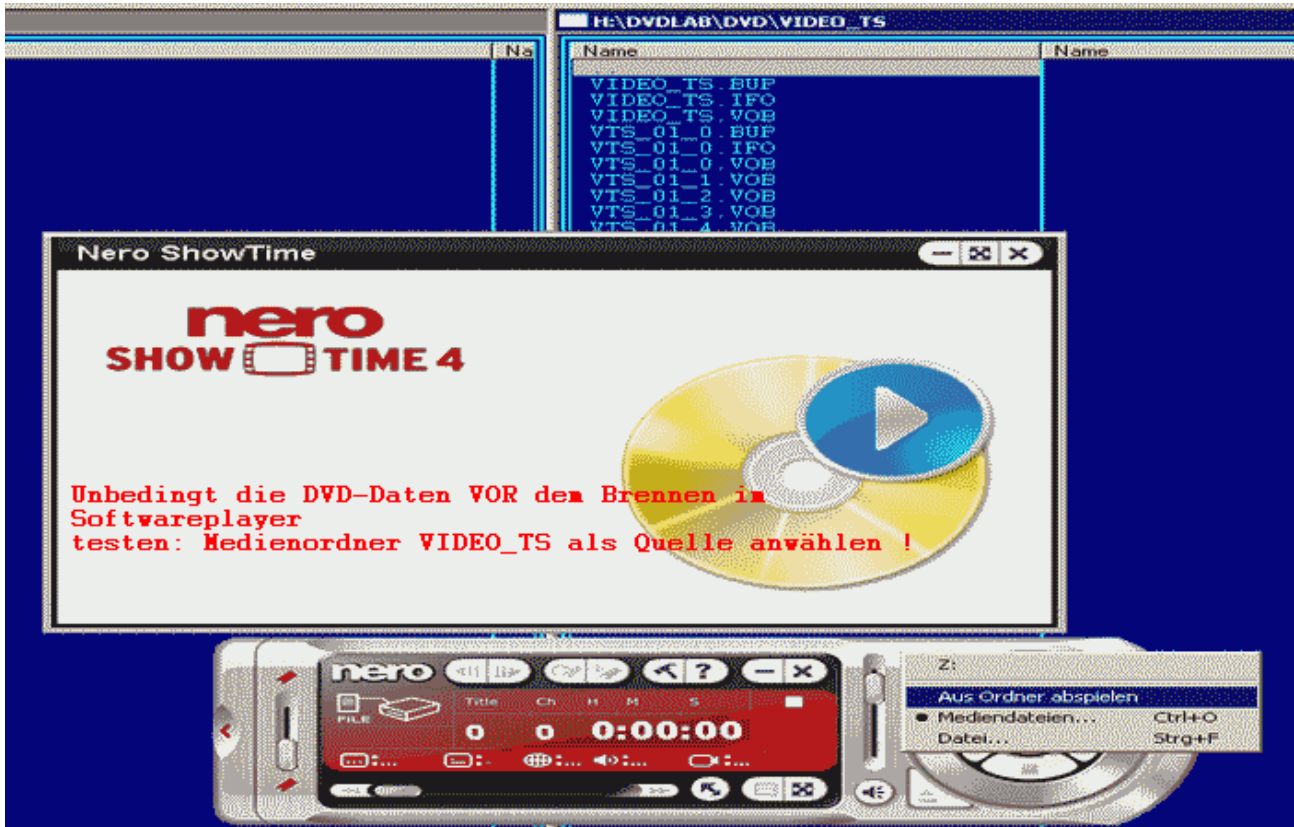 H:\DVDLAB\DVD\VIDEO_TS
Na
Name
Name
VIDEO_TS.BUP
VIDEO_TS.IFO
VIDEO_TS.VOB
VTS_01_0.BUP
VTS_01_0.IFO
VTS_01_0.VOB
VTS_01_1.VOB
VTS_01_2.VOB
VTS_01_3.VOB
VTS_01_4.VOB
Nero ShowTime
nero
SHOW TIME 4
Unbedingt die DVD-Daten VOR dem Brennen im
Softwareplayer
testen: Medienordner VIDEO_TS als Quelle anwählen !
nero
?
Title Ch H M S
FILE
0 0 0:00:00
Z:
Aus Ordner abspielen
Mediendateien... Ctrl+O
Datei... Strg+F